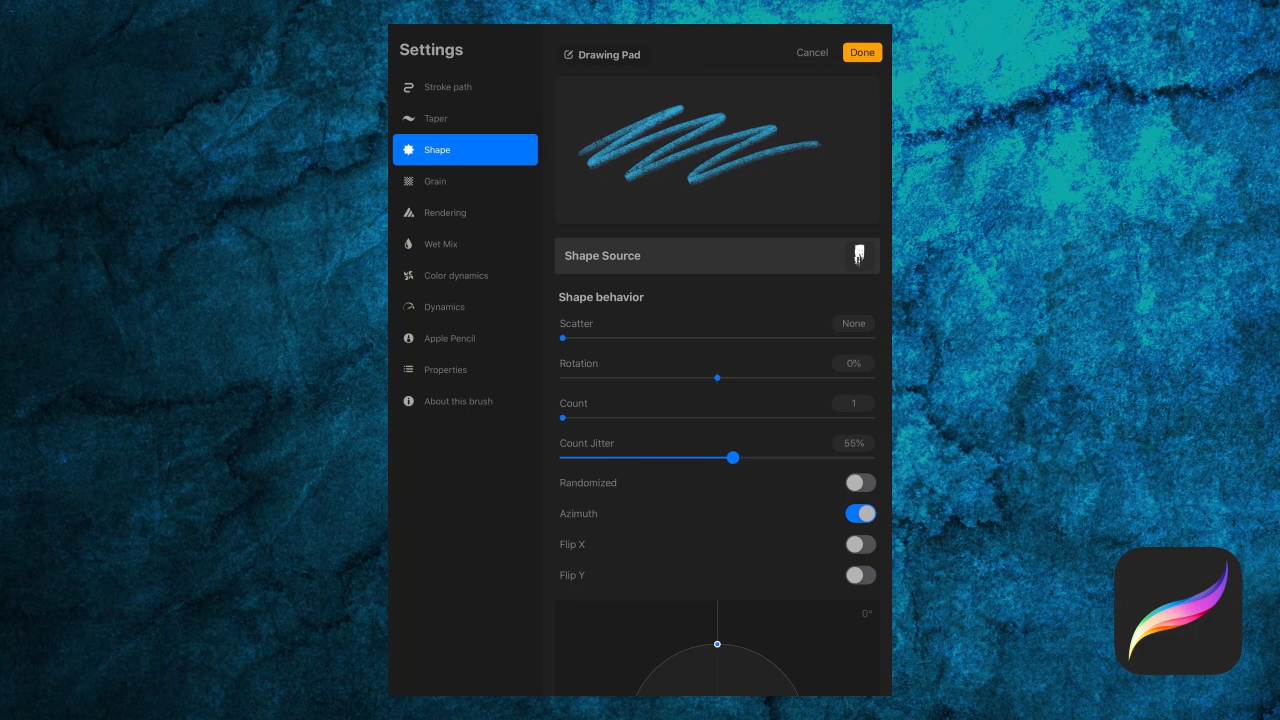 Settings
Stroke path
Taper
Shape
Grain
Rendering
Wet Mix
Color dynamics
Dynamics
Apple Pencil
Properties
About this brush
Drawing Pad
Cancel
Done
Shape Source
Shape behavior
Scatter None
Rotation 0%
Count 1
Count Jitter 55%
Randomized
Azimuth
Flip X
Flip Y
0°